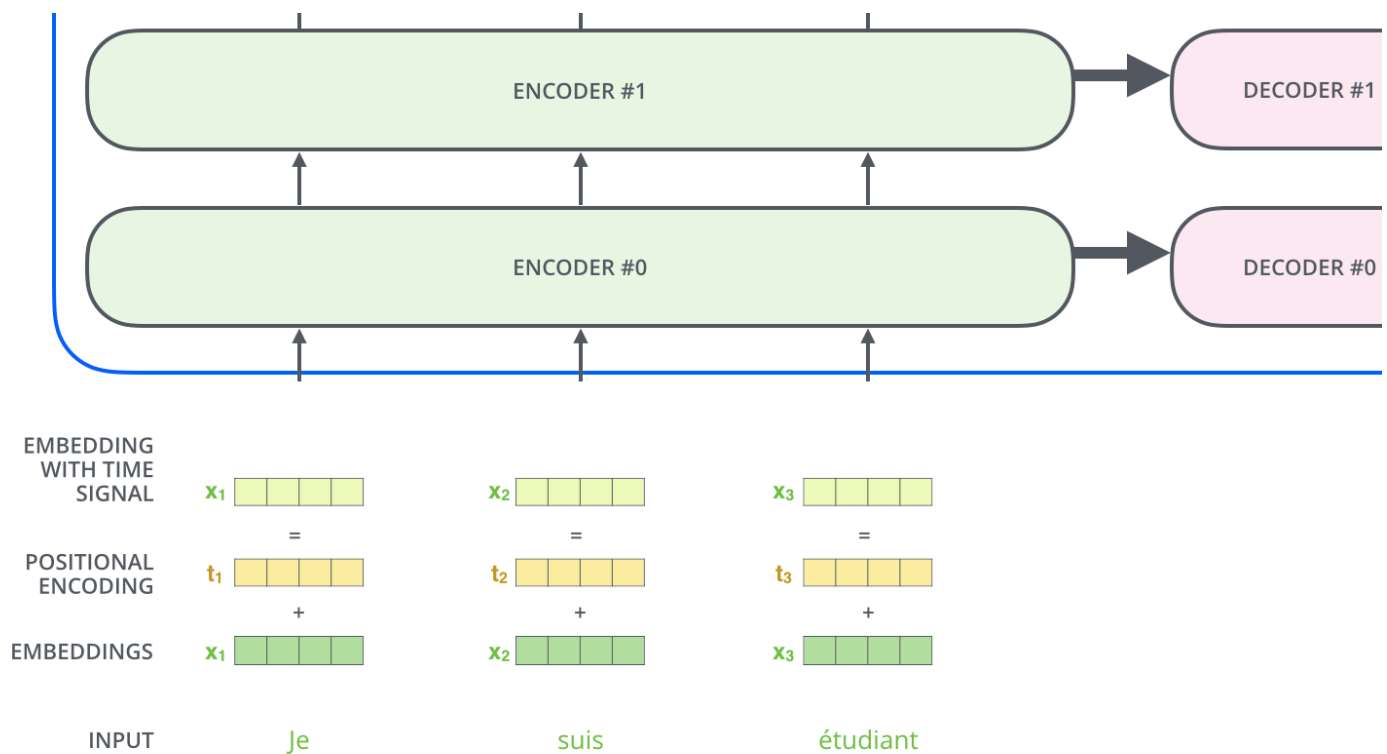 ENCODER #1
DECODER #1
ENCODER #0
DECODER #0
EMBEDDING
WITH TIME
SIGNAL
x₁
x₂
x₃
= = =
POSITIONAL
ENCODING
t₁
t₂
t₃
+ + +
EMBEDDINGS
x₁
x₂
x₃
INPUT
Je
suis
étudiant